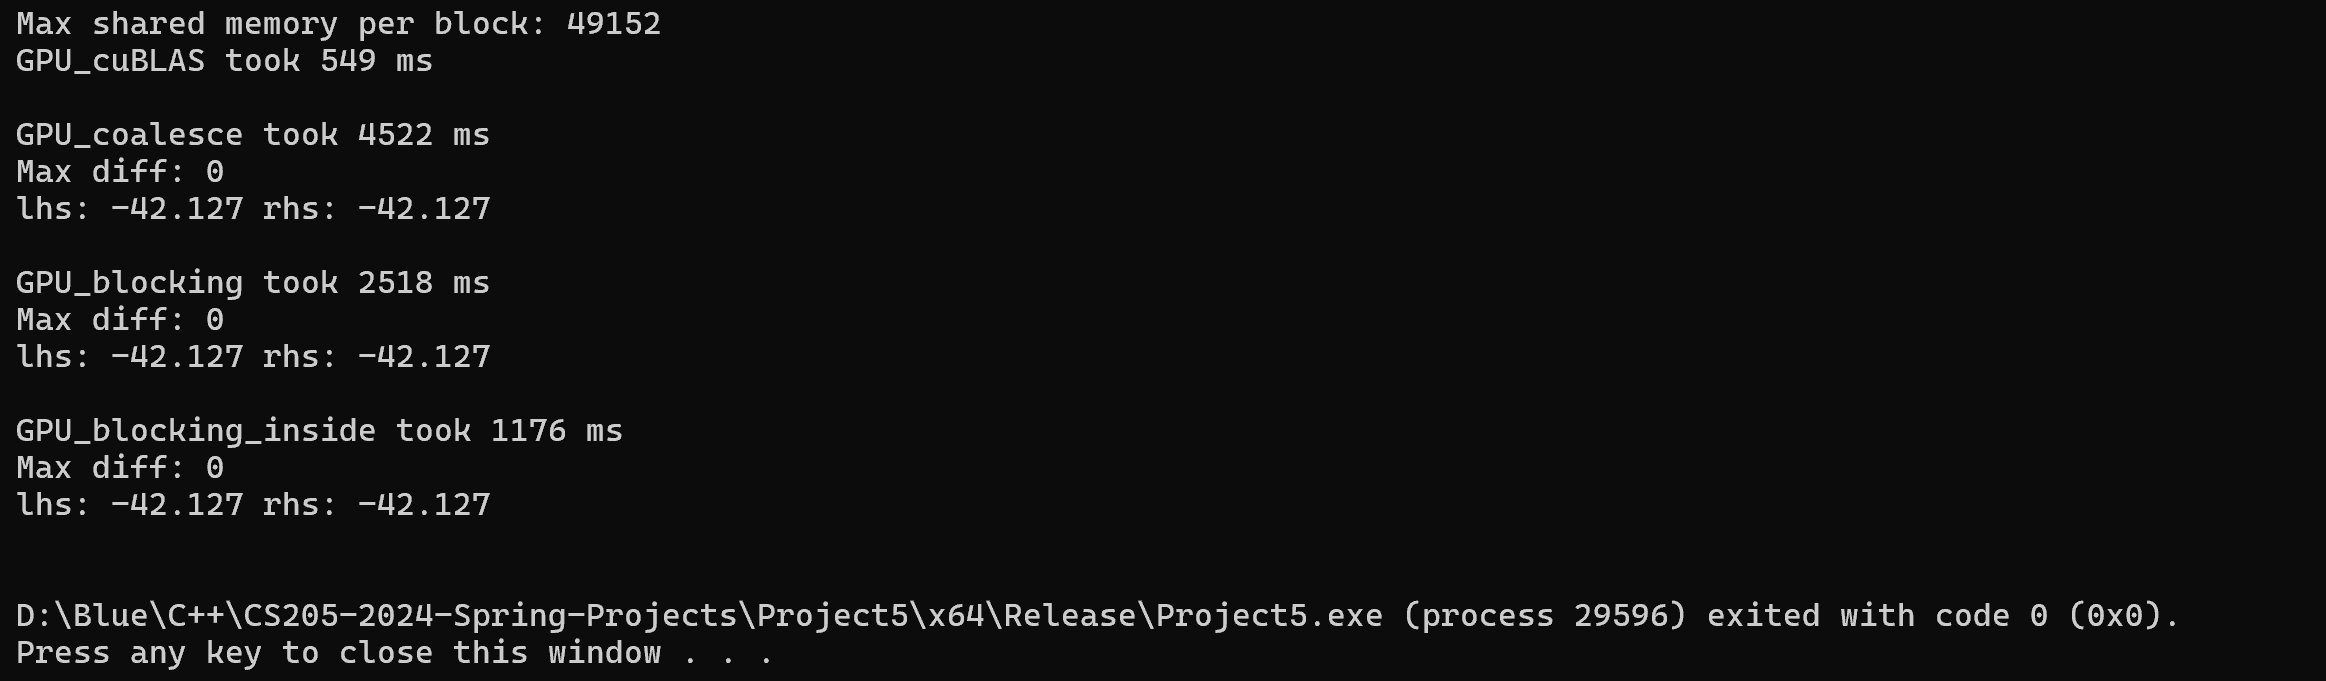 Max shared memory per block: 49152
GPU_cuBLAS took 549 ms
GPU_coalesce took 4522 ms
Max diff: 0
lhs: -42.127 rhs: -42.127
GPU_blocking took 2518 ms
Max diff: 0
lhs: -42.127 rhs: -42.127
GPU_blocking_inside took 1176 ms
Max diff: 0
lhs: -42.127 rhs: -42.127
D:\Blue\C++\CS205-2024-Spring-Projects\Project5\x64\Release\Project5.exe (process 29596) exited with code 0 (0x0).
Press any key to close this window . . .